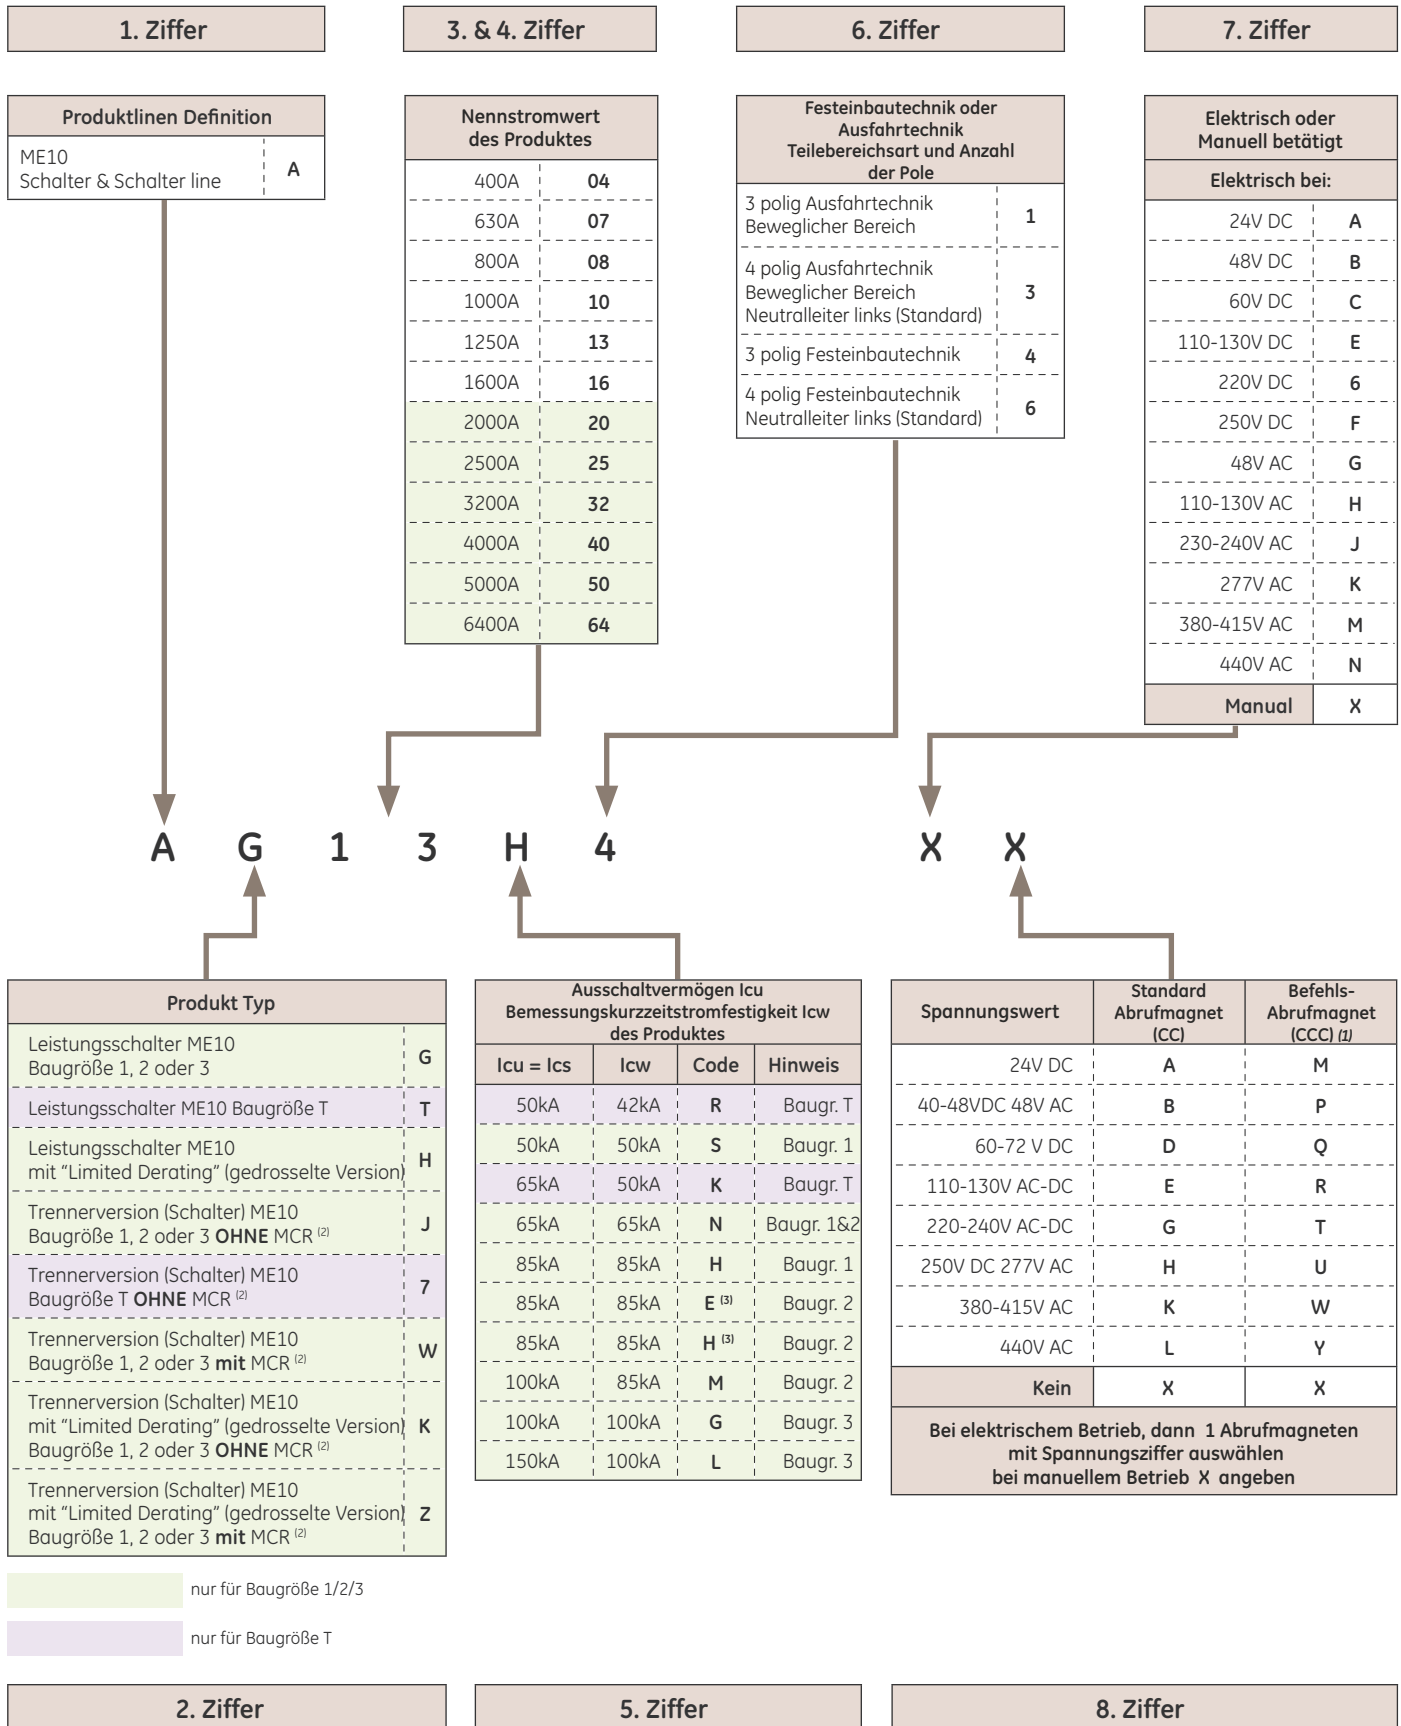 1. Ziffer
3. & 4. Ziffer
6. Ziffer
7. Ziffer
Produktlinen Definition
ME10
Schalter & Schalter line
A
Nennstromwert
des Produktes
400A 04
630A 07
800A 08
1000A 10
1250A 13
1600A 16
2000A 20
2500A 25
3200A 32
4000A 40
5000A 50
6400A 64
Festeinbautechnik oder
Ausfahrtechnik
Teilebereichsart und Anzahl
der Pole
3 polig Ausfahrtechnik
Beweglicher Bereich
1
4 polig Ausfahrtechnik
Beweglicher Bereich
Neutralleiter links (Standard)
3
3 polig Festeinbautechnik 4
4 polig Festeinbautechnik
Neutralleiter links (Standard)
6
Elektrisch oder
Manuell betätigt
Elektrisch bei:
24V DC A
48V DC B
60V DC C
110-130V DC E
220V DC 6
250V DC F
48V AC G
110-130V AC H
230-240V AC J
277V AC K
380-415V AC M
440V AC N
Manual X
A G 1 3 H 4 X X
Produkt Typ
Leistungsschalter ME10
Baugröße 1, 2 oder 3
G
Leistungsschalter ME10 Baugröße T T
Leistungsschalter ME10
mit "Limited Derating" (gedrosselte Version)
H
Trennerversion (Schalter) ME10
Baugröße 1, 2 oder 3 OHNE MCR (2)
J
Trennerversion (Schalter) ME10
Baugröße T OHNE MCR (2)
7
Trennerversion (Schalter) ME10
Baugröße 1, 2 oder 3 mit MCR (2)
W
Trennerversion (Schalter) ME10
mit "Limited Derating" (gedrosselte Version)
Baugröße 1, 2 oder 3 OHNE MCR (2)
K
Trennerversion (Schalter) ME10
mit "Limited Derating" (gedrosselte Version)
Baugröße 1, 2 oder 3 mit MCR (2)
Z
Ausschaltvermögen Icu
Bemessungskurzzeitstromfestigkeit Icw
des Produktes
Icu = Ics Icw Code Hinweis
50kA 42kA R Baugr. T
50kA 50kA S Baugr. 1
65kA 50kA K Baugr. T
65kA 65kA N Baugr. 1&2
85kA 85kA H Baugr. 1
85kA 85kA E (3) Baugr. 2
85kA 85kA H (3) Baugr. 2
100kA 85kA M Baugr. 2
100kA 100kA G Baugr. 3
150kA 100kA L Baugr. 3
Spannungswert
Standard
Abrufmagnet
(CC)
Befehls-
Abrufmagnet
(CCC) (1)
24V DC A M
40-48VDC 48V AC B P
60-72 V DC D Q
110-130V AC-DC E R
220-240V AC-DC G T
250V DC 277V AC H U
380-415V AC K W
440V AC L Y
Kein X X
Bei elektrischem Betrieb, dann 1 Abrufmagneten
mit Spannungsziffer auswählen
bei manuellem Betrieb X angeben
nur für Baugröße 1/2/3
nur für Baugröße T
2. Ziffer
5. Ziffer
8. Ziffer